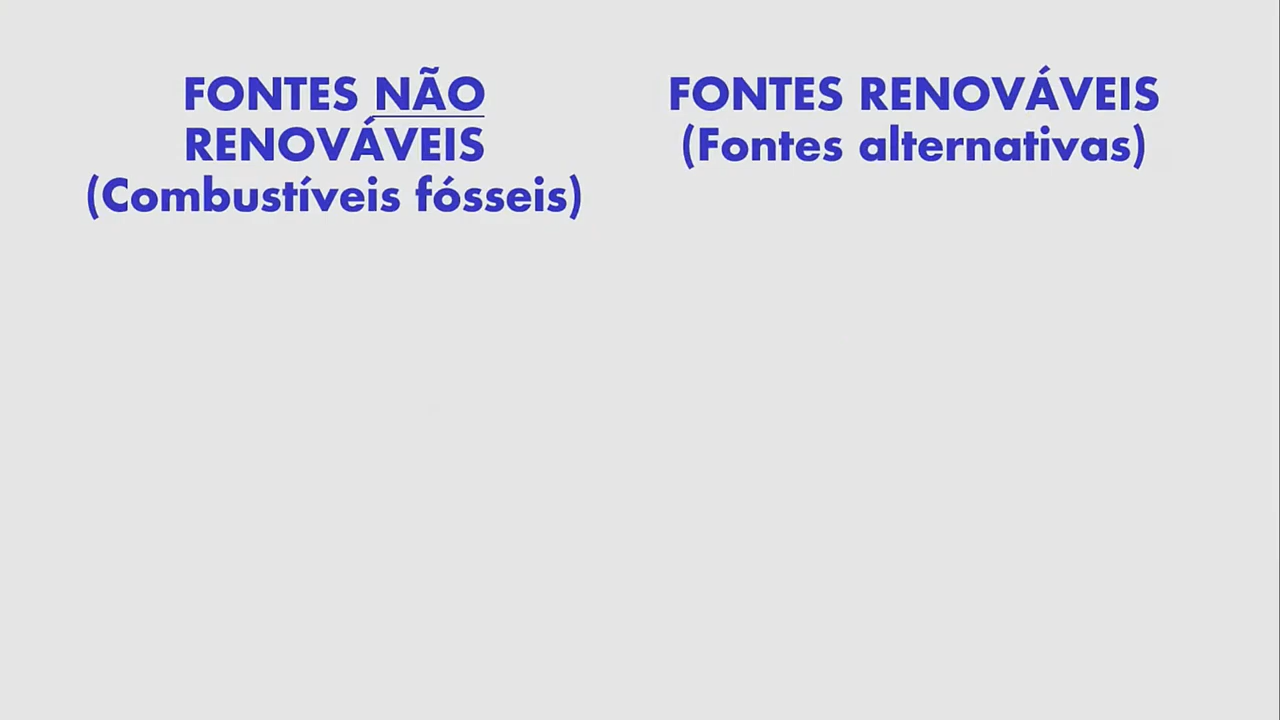 FONTES NÃO
RENOVÁVEIS
(Combustíveis fósseis)
FONTES RENOVÁVEIS
(Fontes alternativas)